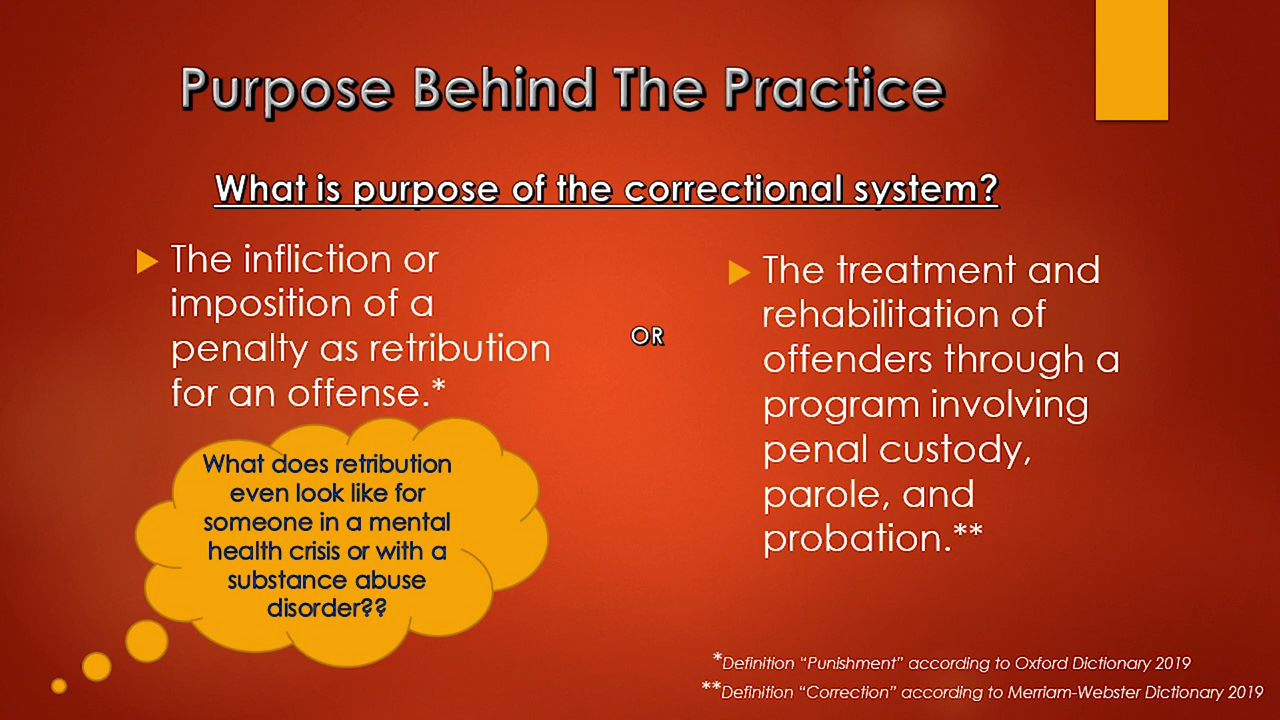 Purpose Behind The Practice
What is purpose of the correctional system?
The infliction or
imposition of a
penalty as retribution
for an offense.*
OR
The treatment and
rehabilitation of
offenders through a
program involving
penal custody,
parole, and
probation.**
What does retribution
even look like for
someone in a mental
health crisis or with a
substance abuse
disorder??
*Definition “Punishment” according to Oxford Dictionary 2019
**Definition “Correction” according to Merriam-Webster Dictionary 2019